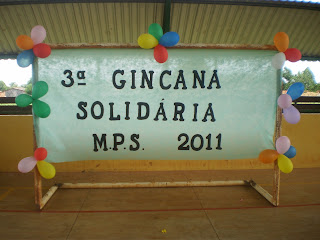 3ª GINCANA
SOLIDÁRIA
M.P.S. 2011